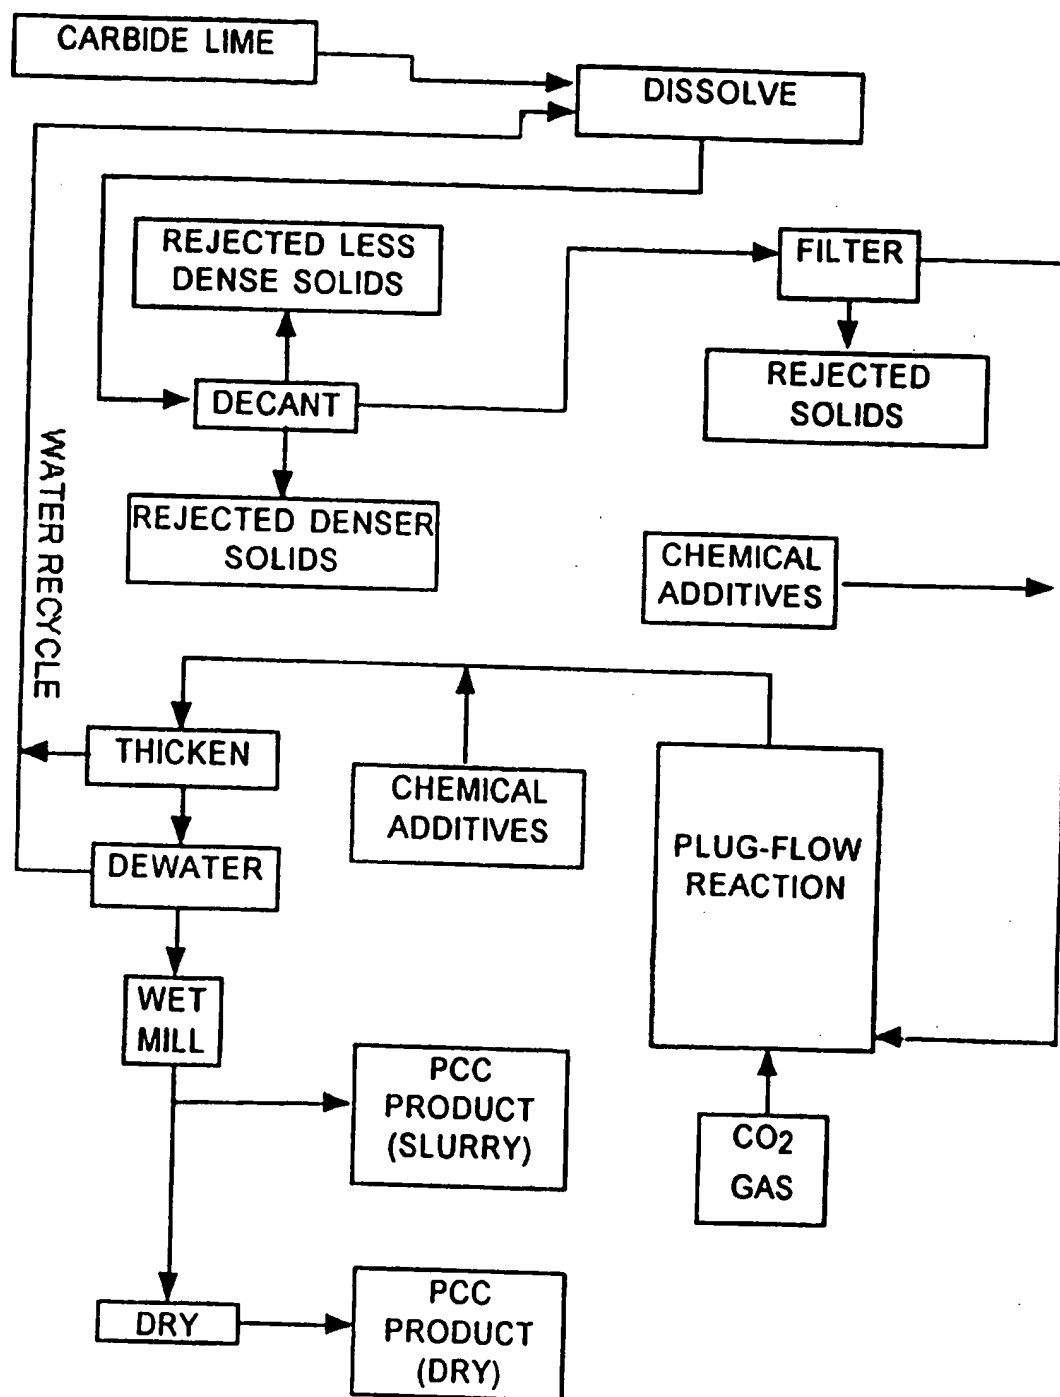 CARBIDE LIME
DISSOLVE
REJECTED LESS
DENSE SOLIDS
FILTER
DECANT
REJECTED
SOLIDS
REJECTED DENSER
SOLIDS
WATER RECYCLE
CHEMICAL
ADDITIVES
THICKEN
CHEMICAL
ADDITIVES
PLUG-FLOW
REACTION
DEWATER
WET
MILL
PCC
PRODUCT
(SLURRY)
CO2
GAS
DRY
PCC
PRODUCT
(DRY)